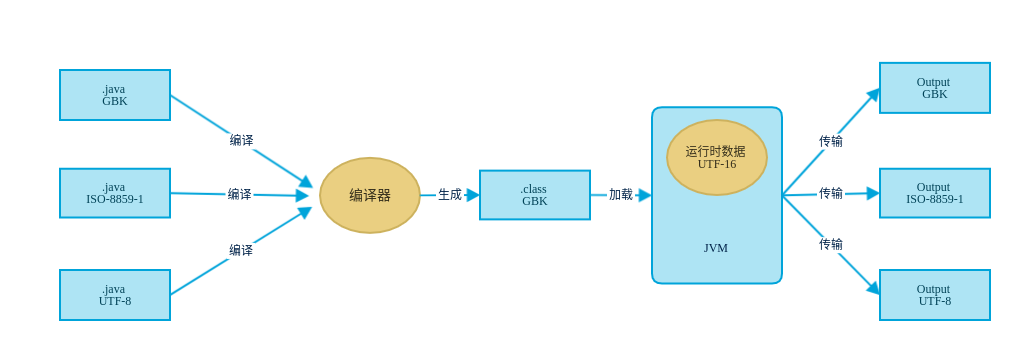 .java
GBK
编译
.java
ISO-8859-1
编译
.java
UTF-8
编译
编译器
生成
.class
GBK
加载
运行时数据
UTF-16
JVM
传输
Output
GBK
传输
Output
ISO-8859-1
传输
Output
UTF-8